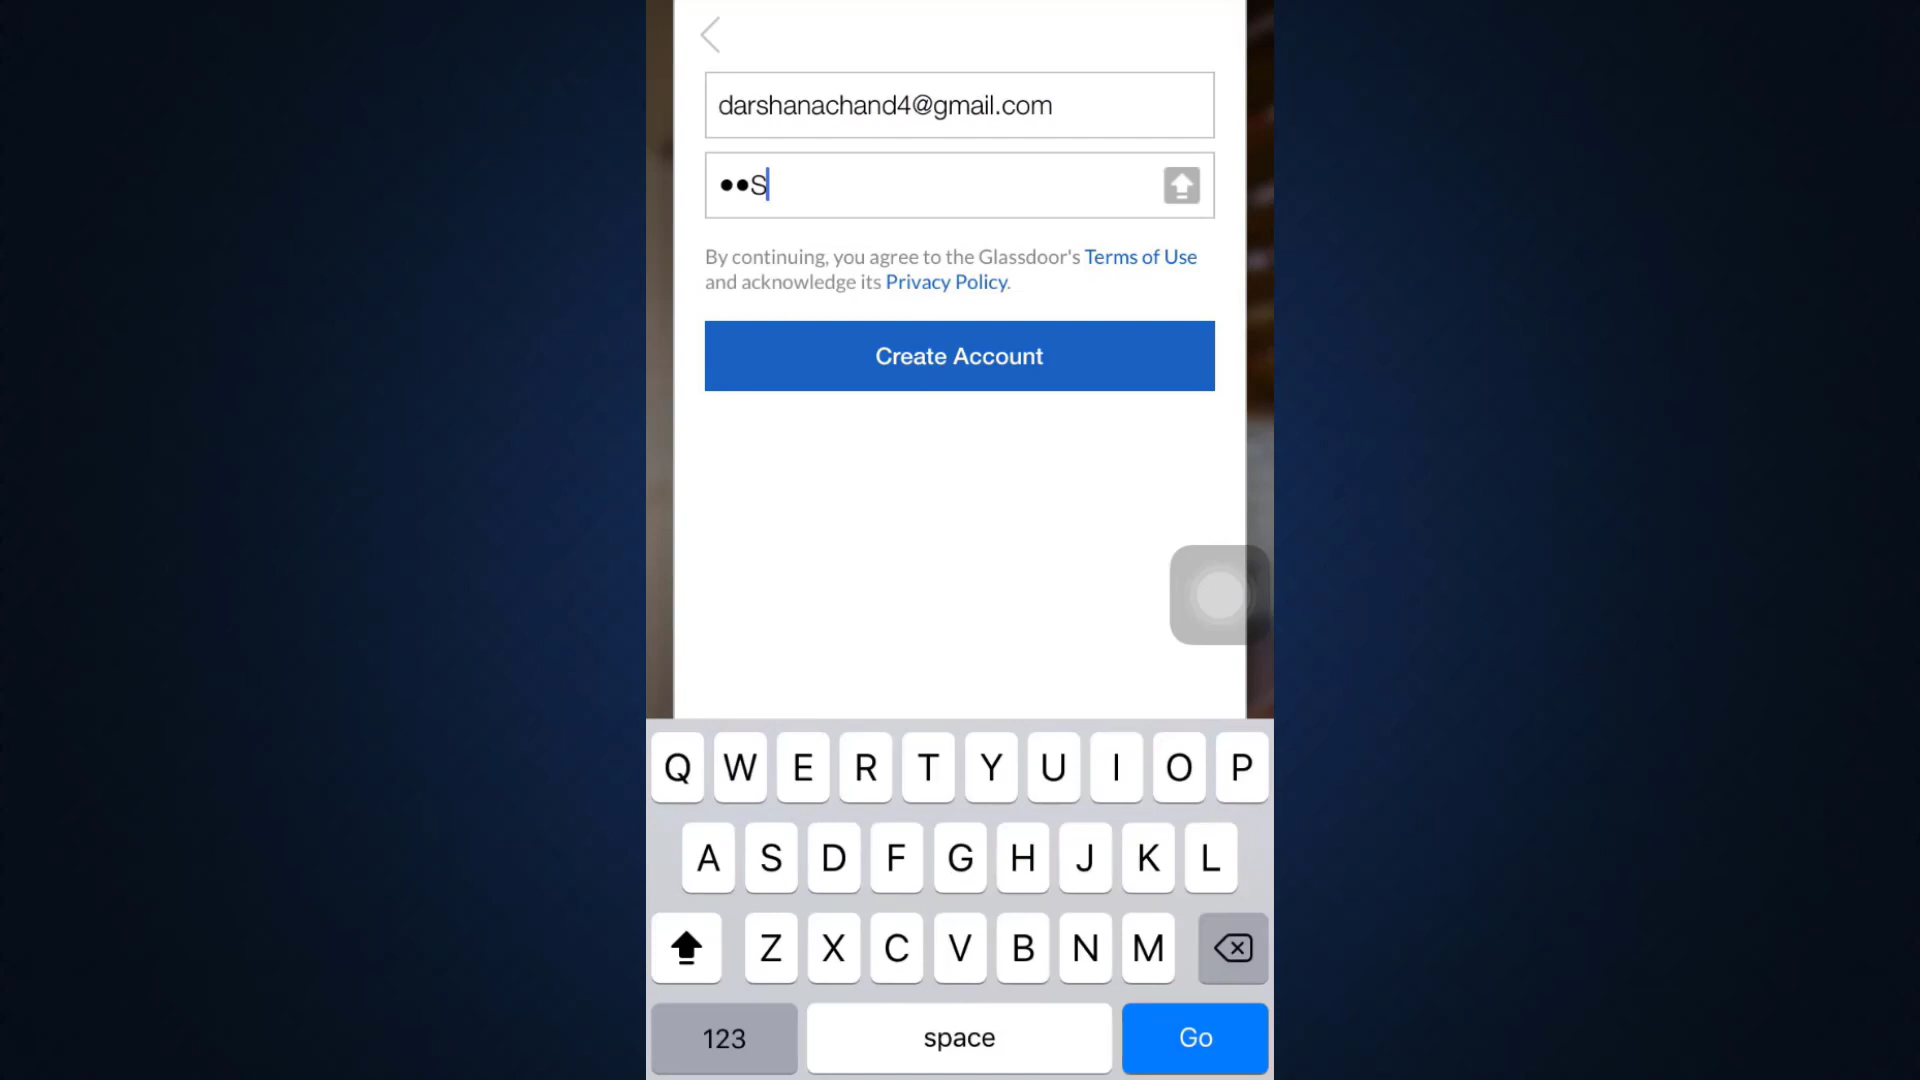 darshanachand4@gmail.com
●●S
By continuing, you agree to the Glassdoor's Terms of Use
and acknowledge its Privacy Policy.
Create Account
Q W E R T Y U I O P
A S D F G H J K L
Z X C V B N M
123 space Go